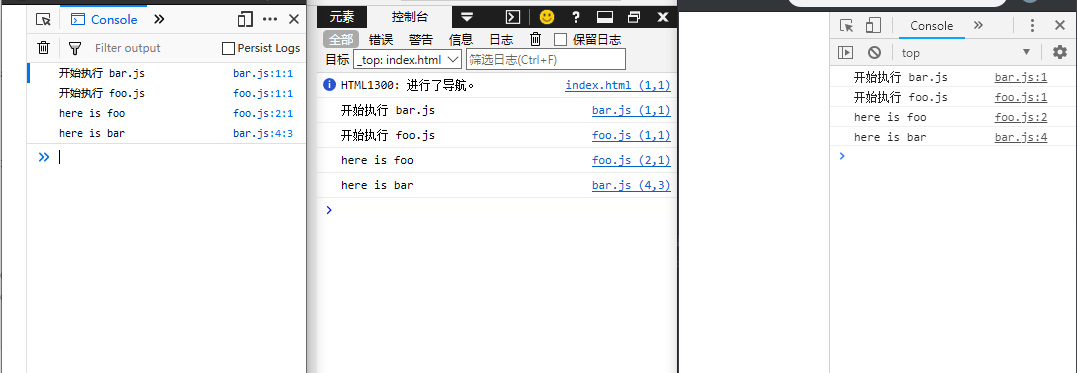 Console
Filter output
Persist Logs
开始执行 bar.js bar.js:1:1
开始执行 foo.js foo.js:1:1
here is foo foo.js:2:1
here is bar bar.js:4:3
元素 控制台
全部 错误 警告 信息 日志 保留日志
目标 _top: index.html 筛选日志(Ctrl+F)
HTML1300: 进行了导航。 index.html (1,1)
开始执行 bar.js bar.js (1,1)
开始执行 foo.js foo.js (1,1)
here is foo foo.js (2,1)
here is bar bar.js (4,3)
Console
top
开始执行 bar.js bar.js:1
开始执行 foo.js foo.js:1
here is foo foo.js:2
here is bar bar.js:4